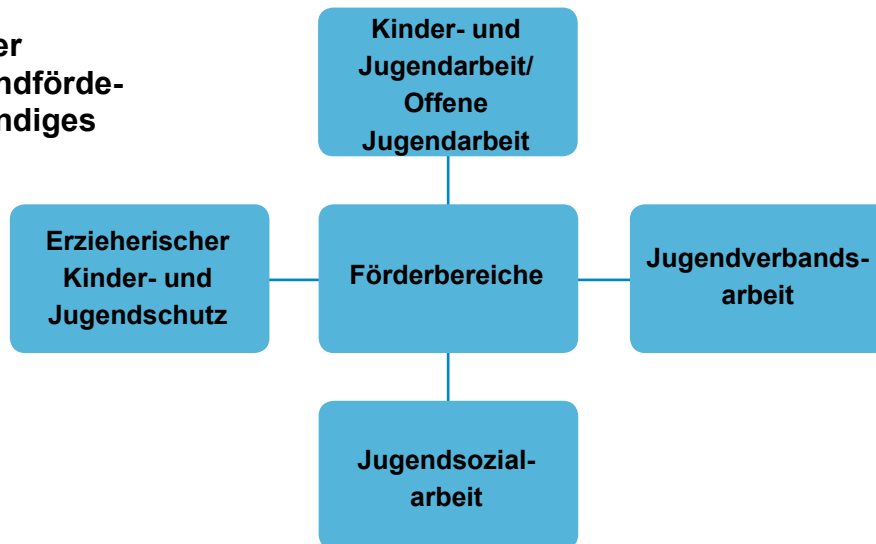 er
ndförde-
ndiges
Kinder- und
Jugendarbeit/
Offene
Jugendarbeit
Erzieherischer
Kinder- und
Jugendschutz
Förderbereiche
Jugendverbands-
arbeit
Jugendsozial-
arbeit